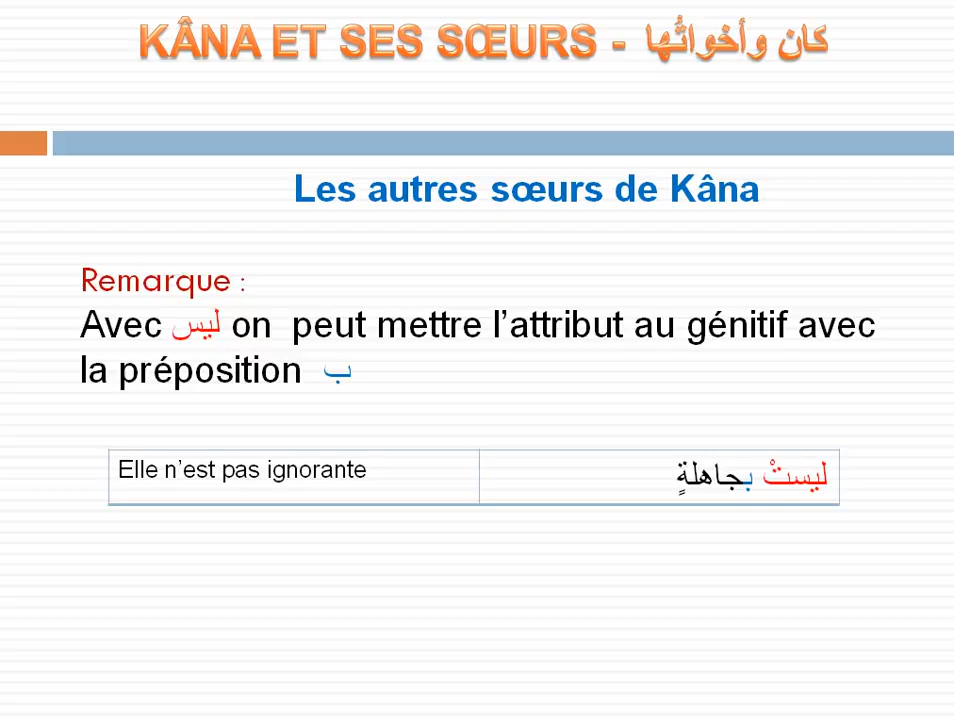 KÂNA ET SES SŒURS - كان وأخواتُها
Les autres sœurs de Kâna
Remarque :
Avec ليس on peut mettre l’attribut au génitif avec
la préposition ب
Elle n’est pas ignorante
ليستْ بجاهلةٍ